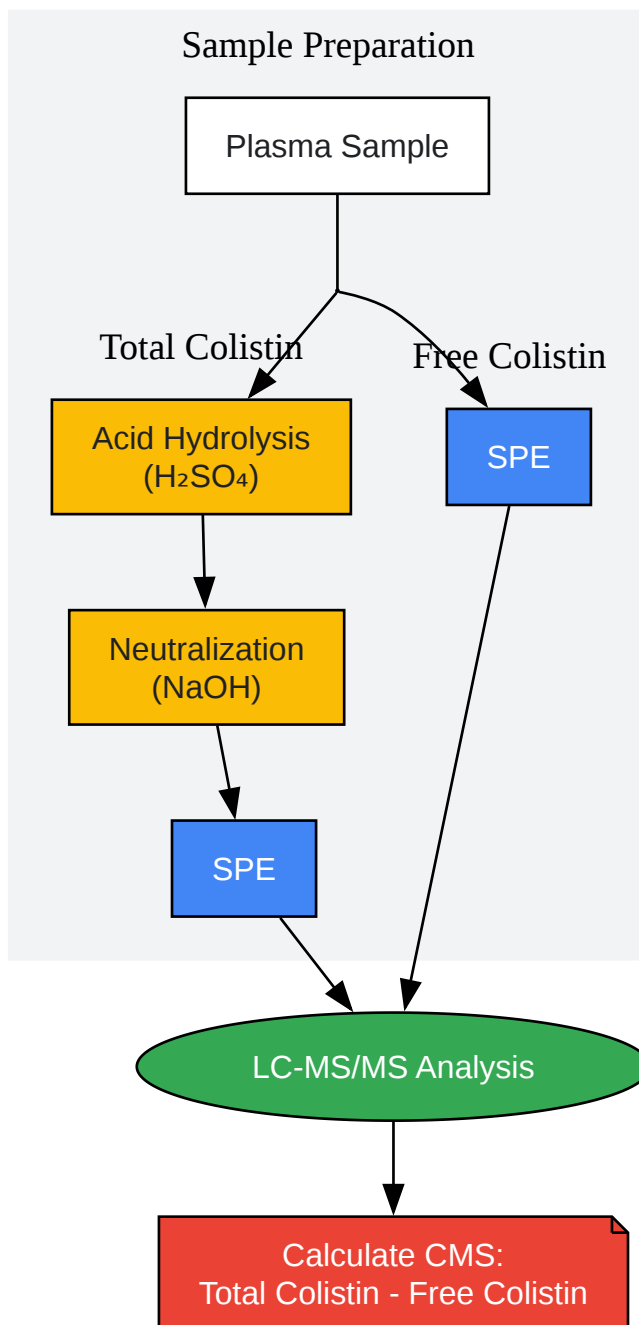 Sample Preparation
Plasma Sample
Total Colistin
Free Colistin
Acid Hydrolysis
(H₂SO₄)
SPE
Neutralization
(NaOH)
SPE
LC-MS/MS Analysis
Calculate CMS:
Total Colistin - Free Colistin